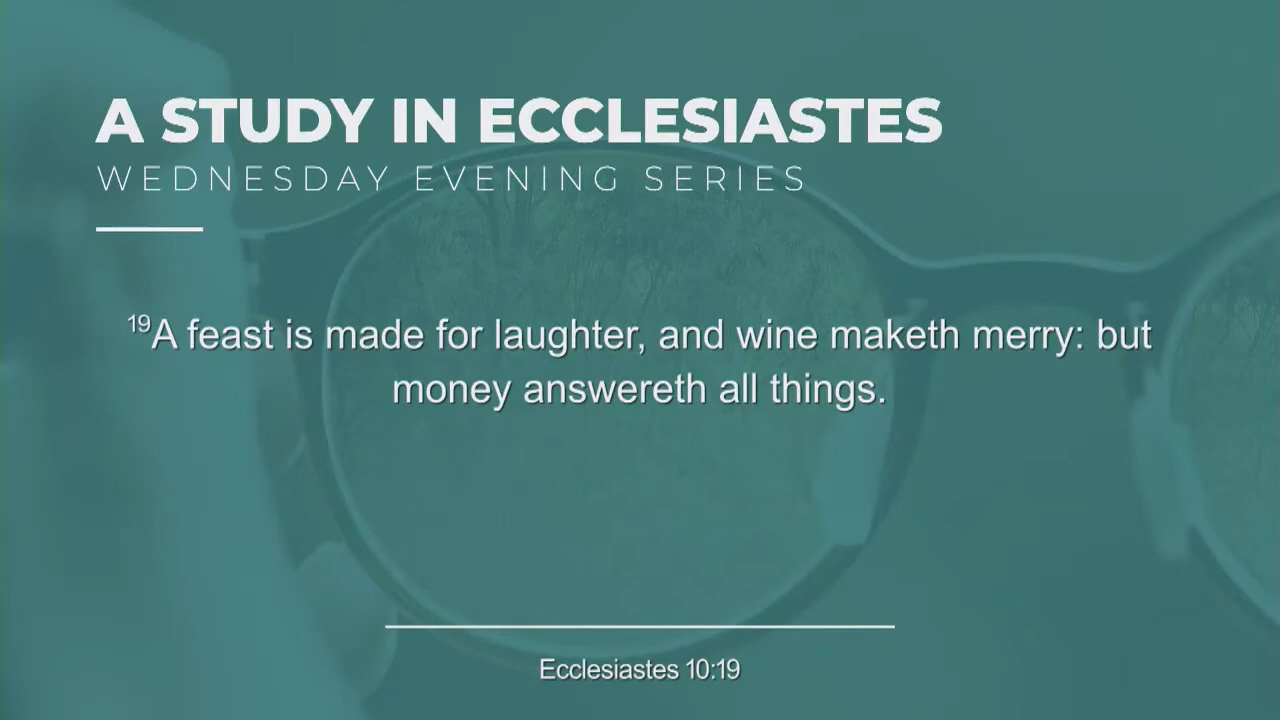 A STUDY IN ECCLESIASTES
WEDNESDAY EVENING SERIES
19A feast is made for laughter, and wine maketh merry: but
money answereth all things.
Ecclesiastes 10:19